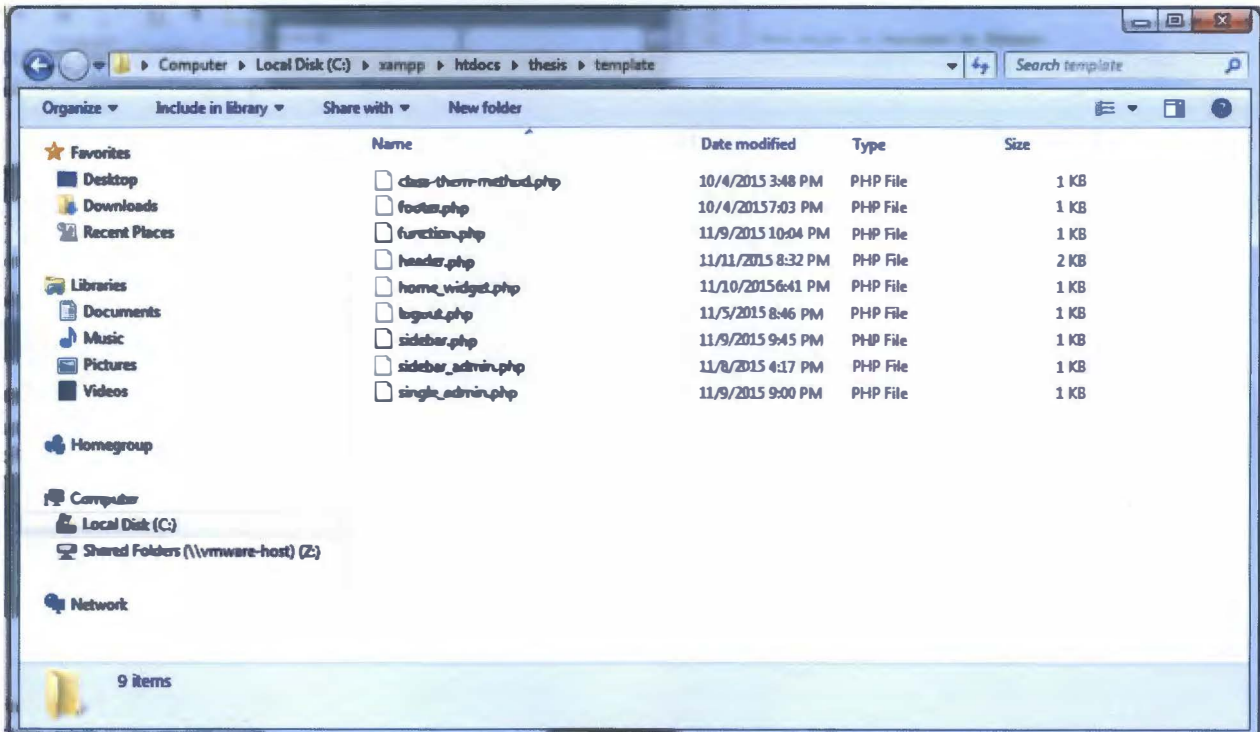 Computer Local Disk (C:) xampp htdocs thesis template
Search template
Organize Include in library Share with New folder
Name Date modified Type Size
Favorites
Desktop
Downloads
Recent Places
Libraries
Documents
Music
Pictures
Videos
Homegroup
Computer
Local Disk (C:)
Shared Folders (\\vmware-host) (Z:)
Network
class-thom-method.php 10/4/2015 3:48 PM PHP File 1 KB
footer.php 10/4/2015 7:03 PM PHP File 1 KB
function.php 11/9/2015 10:04 PM PHP File 1 KB
header.php 11/11/2015 8:32 PM PHP File 2 KB
home_widget.php 11/10/2015 6:41 PM PHP File 1 KB
logout.php 11/5/2015 8:46 PM PHP File 1 KB
sidebar.php 11/9/2015 9:45 PM PHP File 1 KB
sidebar_admin.php 11/8/2015 4:17 PM PHP File 1 KB
single_admin.php 11/9/2015 9:00 PM PHP File 1 KB
9 items